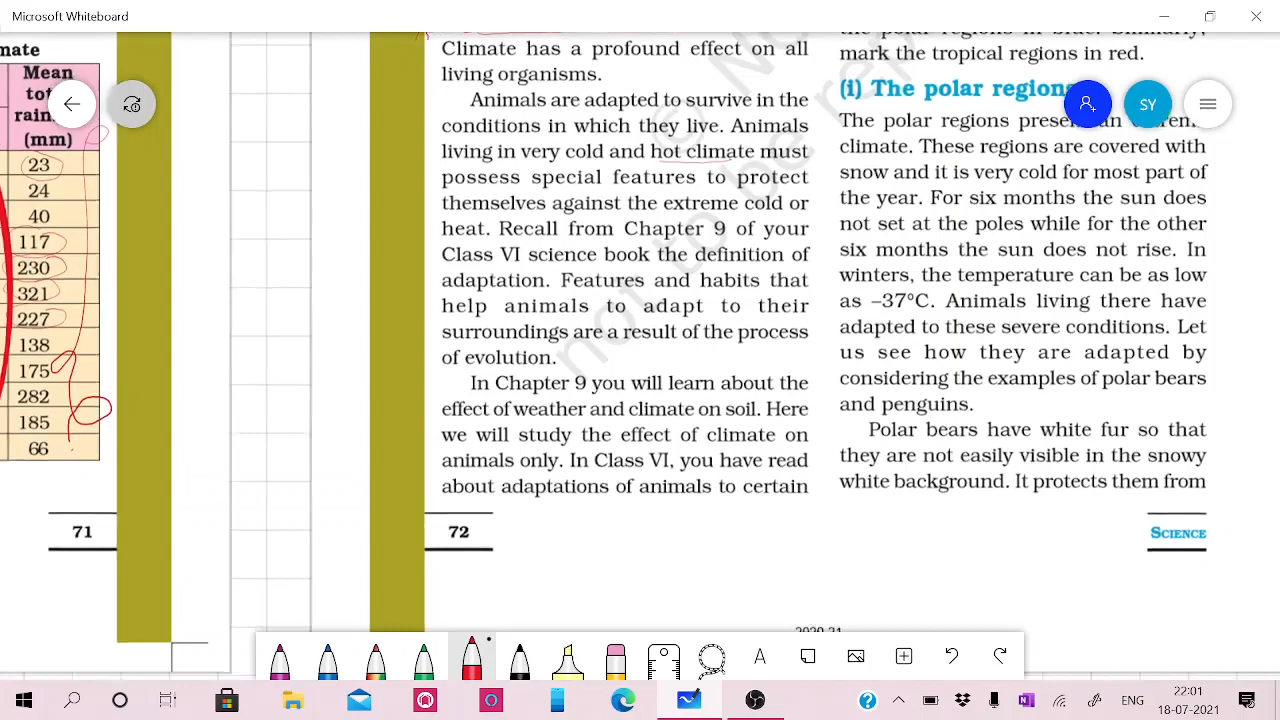 Microsoft Whiteboard
mate
Mean
(mm)
23
24
40
117
230
321
227
138
175
282
185
66
71
Climate has a profound effect on all
living organisms.
Animals are adapted to survive in the
conditions in which they live. Animals
living in very cold and hot climate must
possess special features to protect
themselves against the extreme cold or
heat. Recall from Chapter 9 of your
Class VI science book the definition of
adaptation. Features and habits that
help animals to adapt to their
surroundings are a result of the process
of evolution.
In Chapter 9 you will learn about the
effect of weather and climate on soil. Here
we will study the effect of climate on
animals only. In Class VI, you have read
about adaptations of animals to certain
72
mark the tropical regions in red.
(i) The polar regions
SY
The polar regions present an extreme
climate. These regions are covered with
snow and it is very cold for most part of
the year. For six months the sun does
not set at the poles while for the other
six months the sun does not rise. In
winters, the temperature can be as low
as –37°C. Animals living there have
adapted to these severe conditions. Let
us see how they are adapted by
considering the examples of polar bears
and penguins.
Polar bears have white fur so that
they are not easily visible in the snowy
white background. It protects them from
SCIENCE
not to be rep
A
ENG
18-07-2021